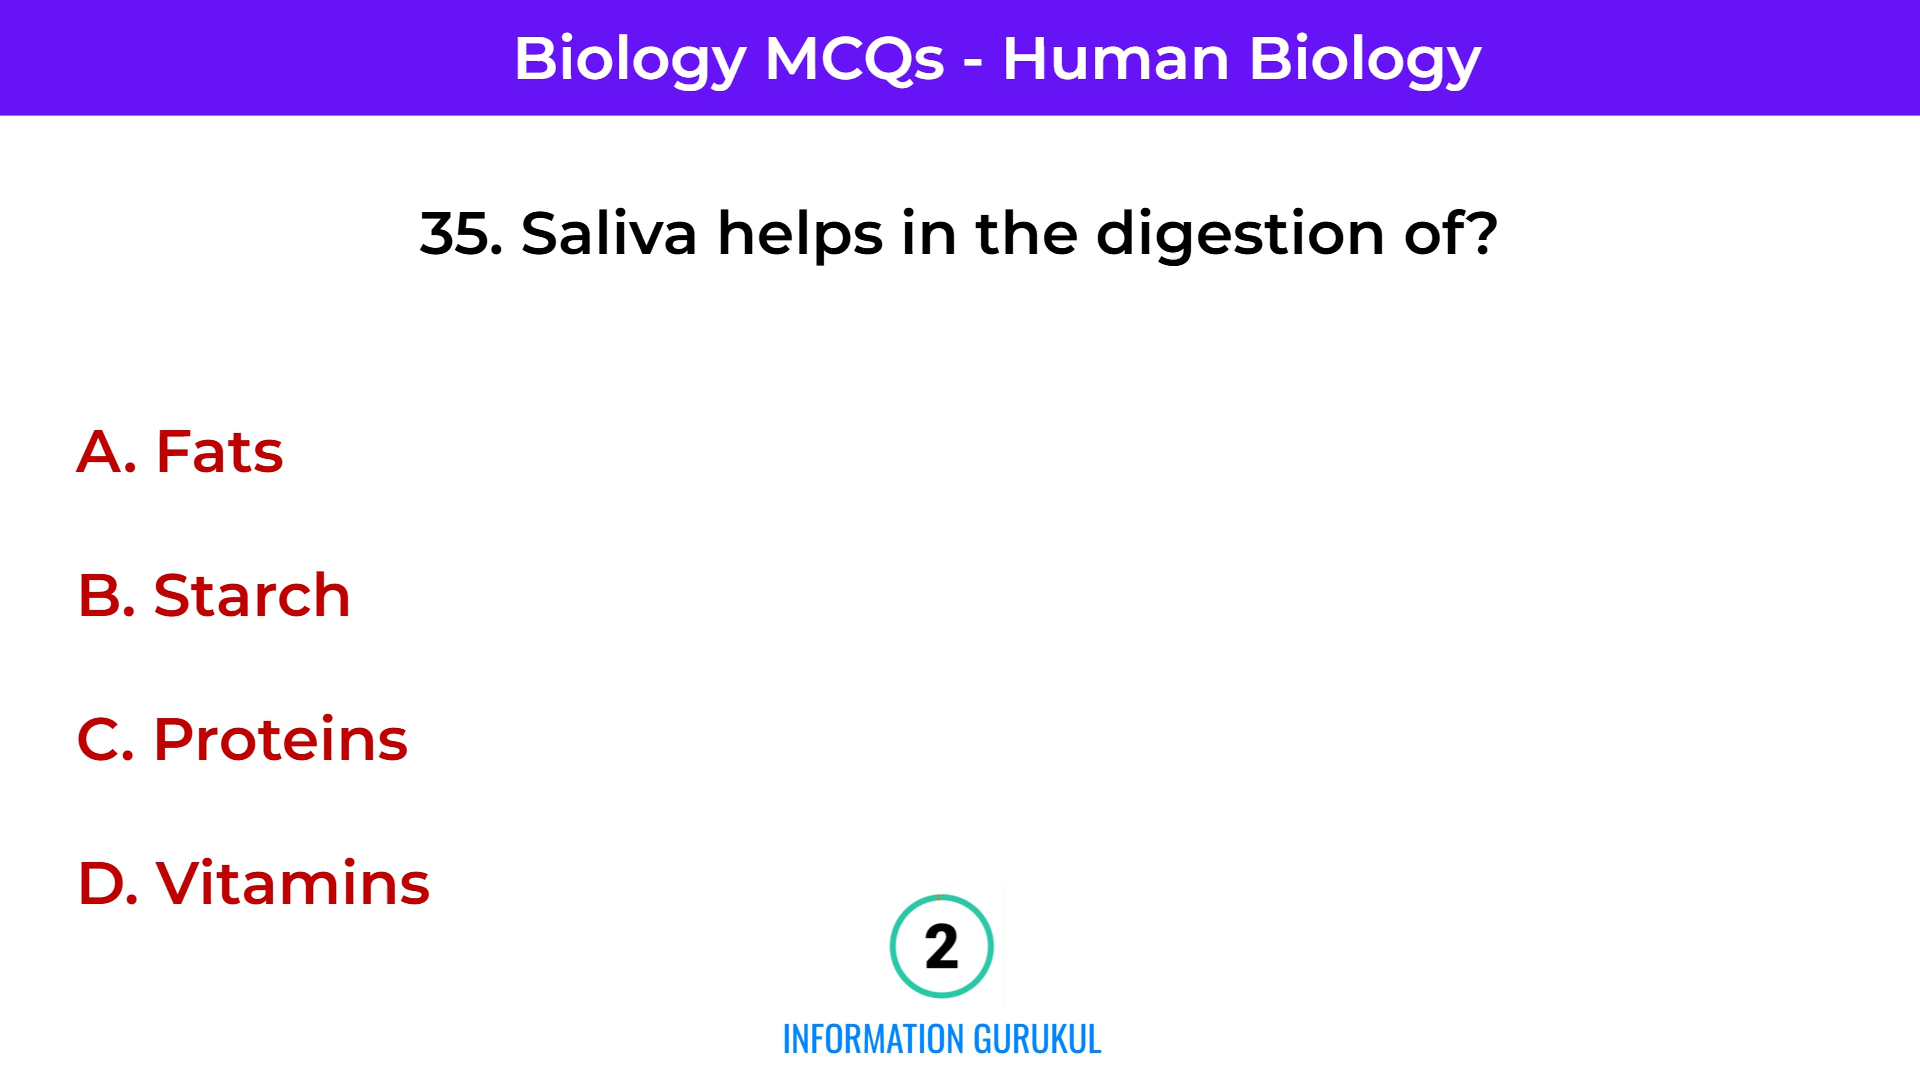 Biology MCQs - Human Biology
35. Saliva helps in the digestion of?
A. Fats
B. Starch
C. Proteins
D. Vitamins
2
INFORMATION GURUKUL